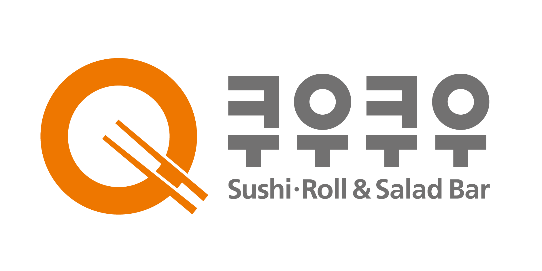 쿠우쿠우
Sushi·Roll & Salad Bar